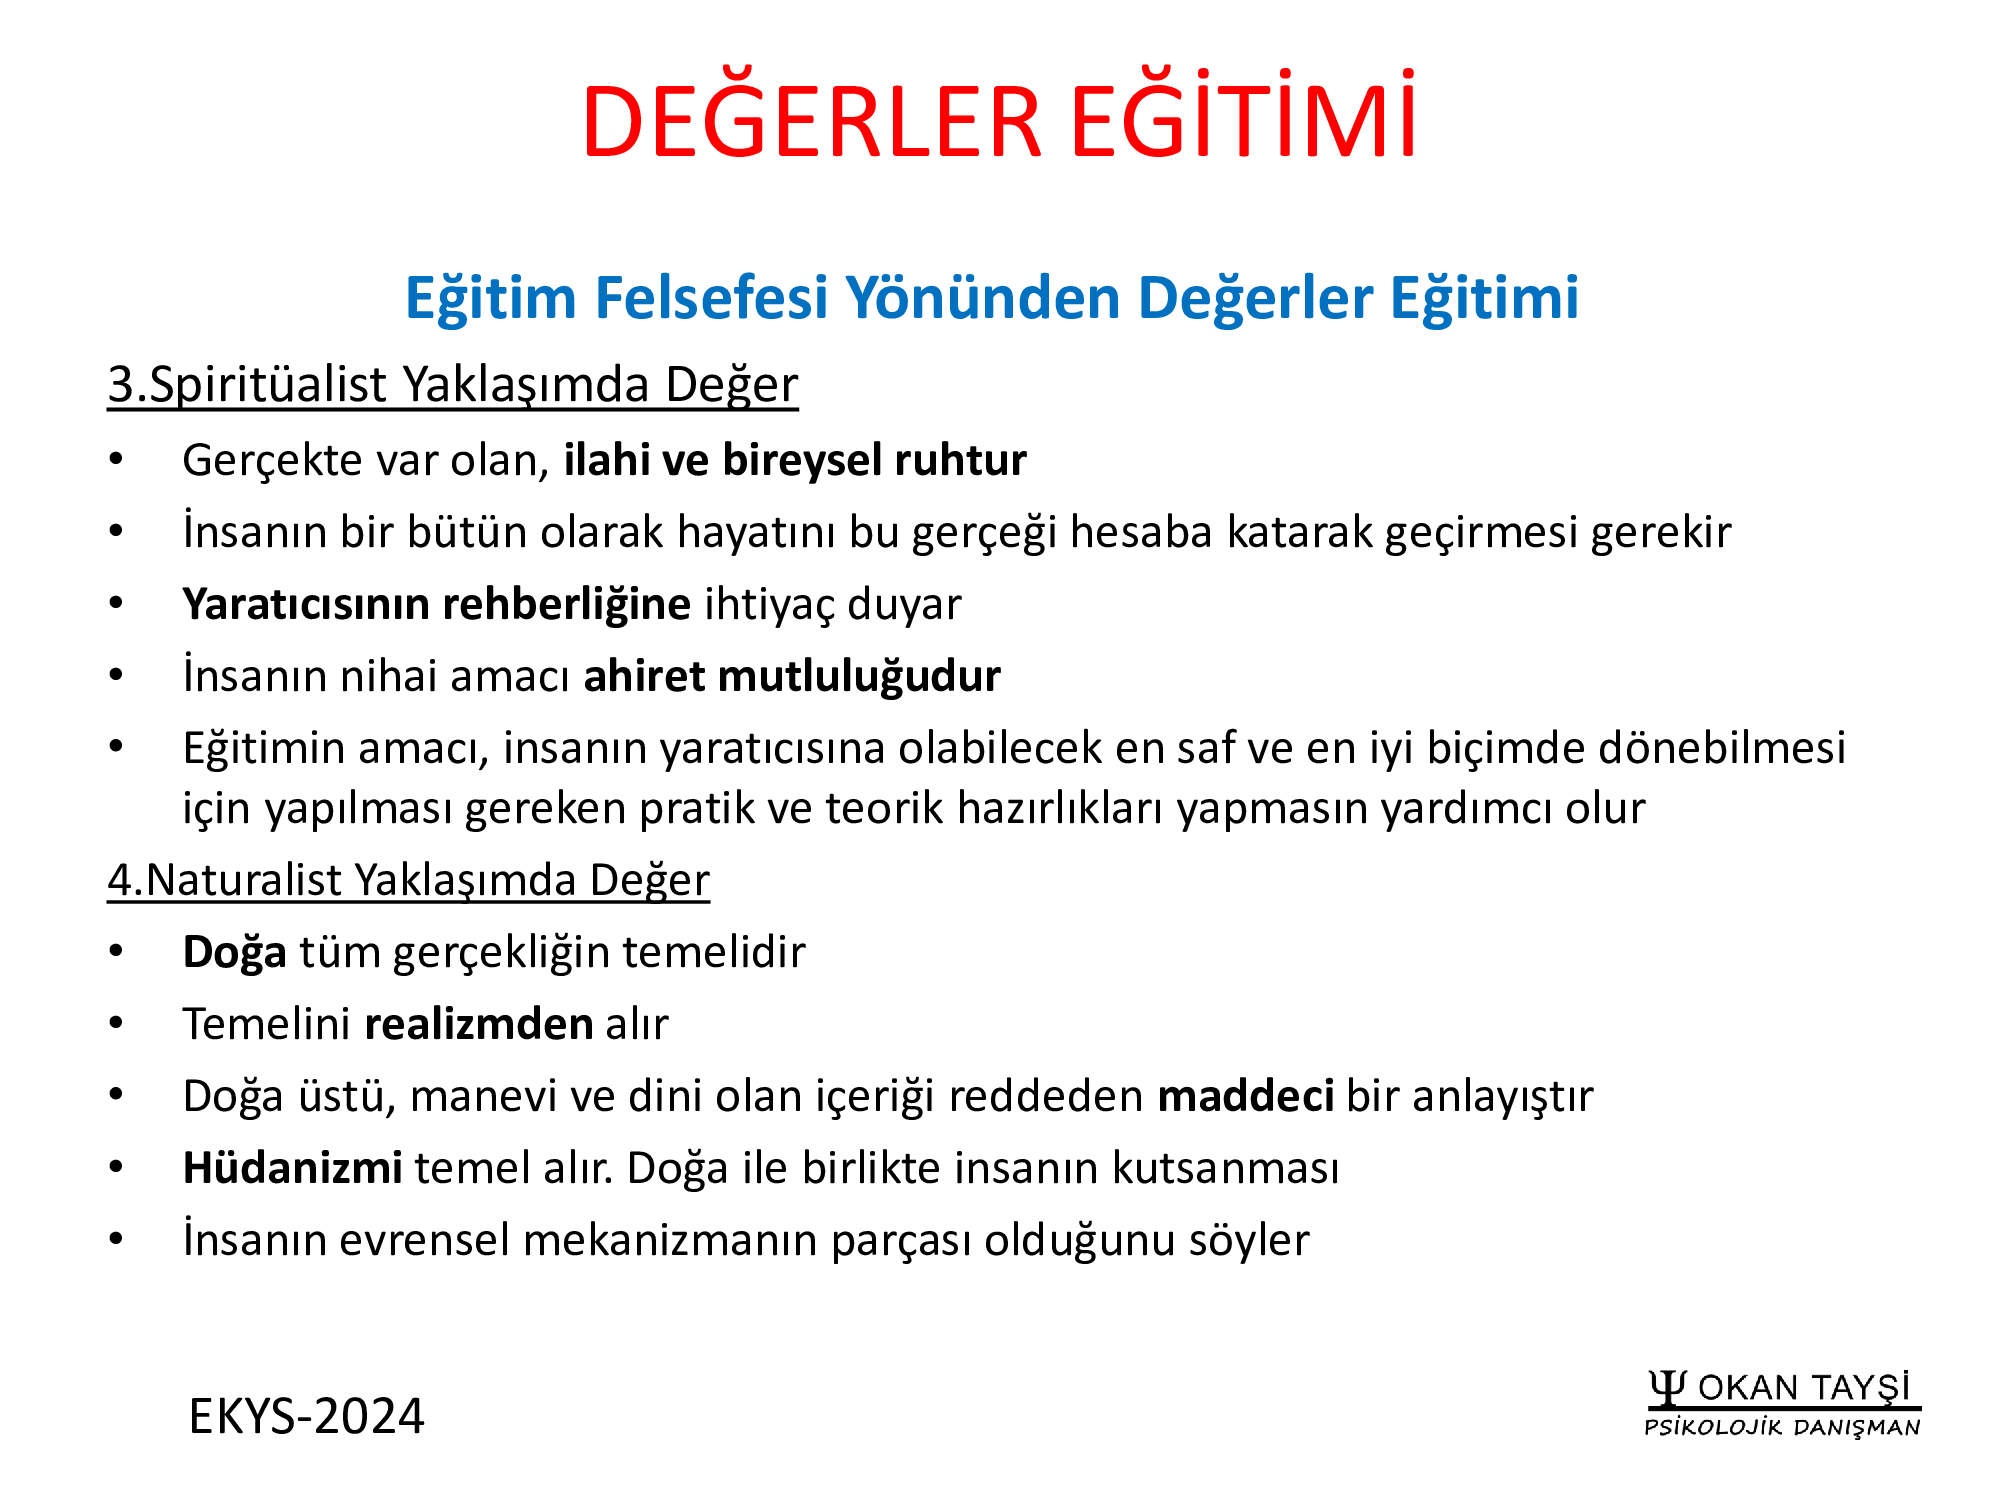 DEĞERLER EĞİTİMİ
Eğitim Felsefesi Yönünden Değerler Eğitimi
3.Spiritüalist Yaklaşımda Değer
• Gerçekte var olan, ilahi ve bireysel ruhtur
• İnsanın bir bütün olarak hayatını bu gerçeği hesaba katarak geçirmesi gerekir
• Yaratıcısının rehberliğine ihtiyaç duyar
• İnsanın nihai amacı ahiret mutluluğudur
• Eğitimin amacı, insanın yaratıcısına olabilecek en saf ve en iyi biçimde dönebilmesi
için yapılması gereken pratik ve teorik hazırlıkları yapmasın yardımcı olur
4.Naturalist Yaklaşımda Değer
• Doğa tüm gerçekliğin temelidir
• Temelini realizmden alır
• Doğa üstü, manevi ve dini olan içeriği reddeden maddeci bir anlayıştır
• Hüdanizmi temel alır. Doğa ile birlikte insanın kutsanması
• İnsanın evrensel mekanizmanın parçası olduğunu söyler
EKYS-2024
Ψ OKAN TAYŞİ
PSİKOLOJİK DANIŞMAN